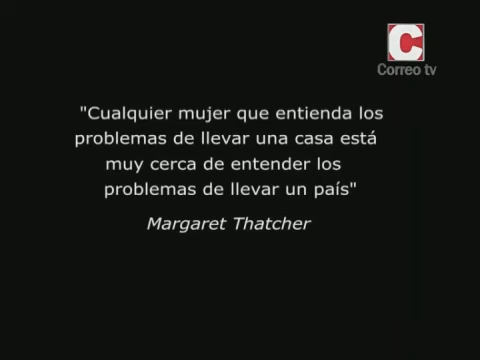 C
Correo tv
"Cualquier mujer que entienda los
problemas de llevar una casa está
muy cerca de entender los
problemas de llevar un país"
Margaret Thatcher